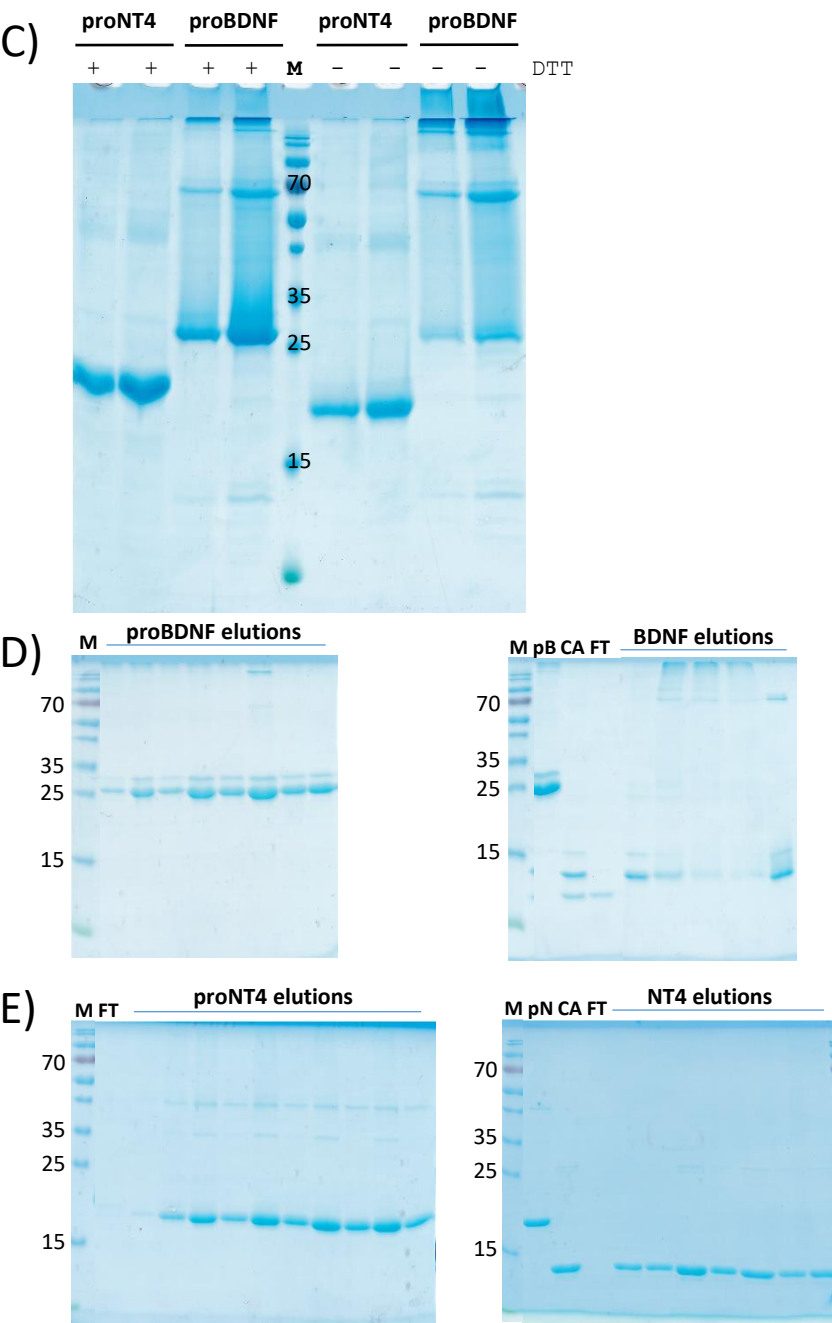 C)
proNT4 proBDNF proNT4 proBDNF
+ + + + M − − − − DTT
70
35
25
15
D)
M proBDNF elutions
70
35
25
15
M pB CA FT BDNF elutions
70
35
25
15
E)
M FT proNT4 elutions
70
35
25
15
M pN CA FT NT4 elutions
70
35
25
15